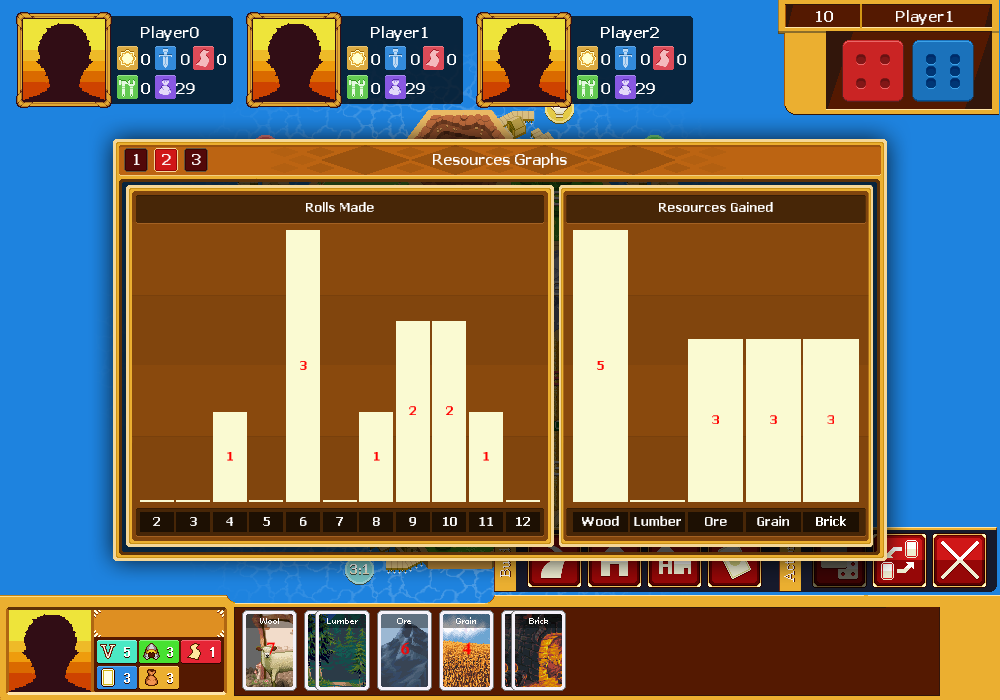 Player0
0 0 0
0 29
Player1
0 0 0
0 29
Player2
0 0 0
0 29
10 Player1
1 2 3
Resources Graphs
Rolls Made
3
2 2
1 1 1
2 3 4 5 6 7 8 9 10 11 12
Resources Gained
5
3 3 3
Wood Lumber Ore Grain Brick
3:1
V 5 3 1
3 3
Wool
7
Lumber
Ore
6
Grain
4
Brick